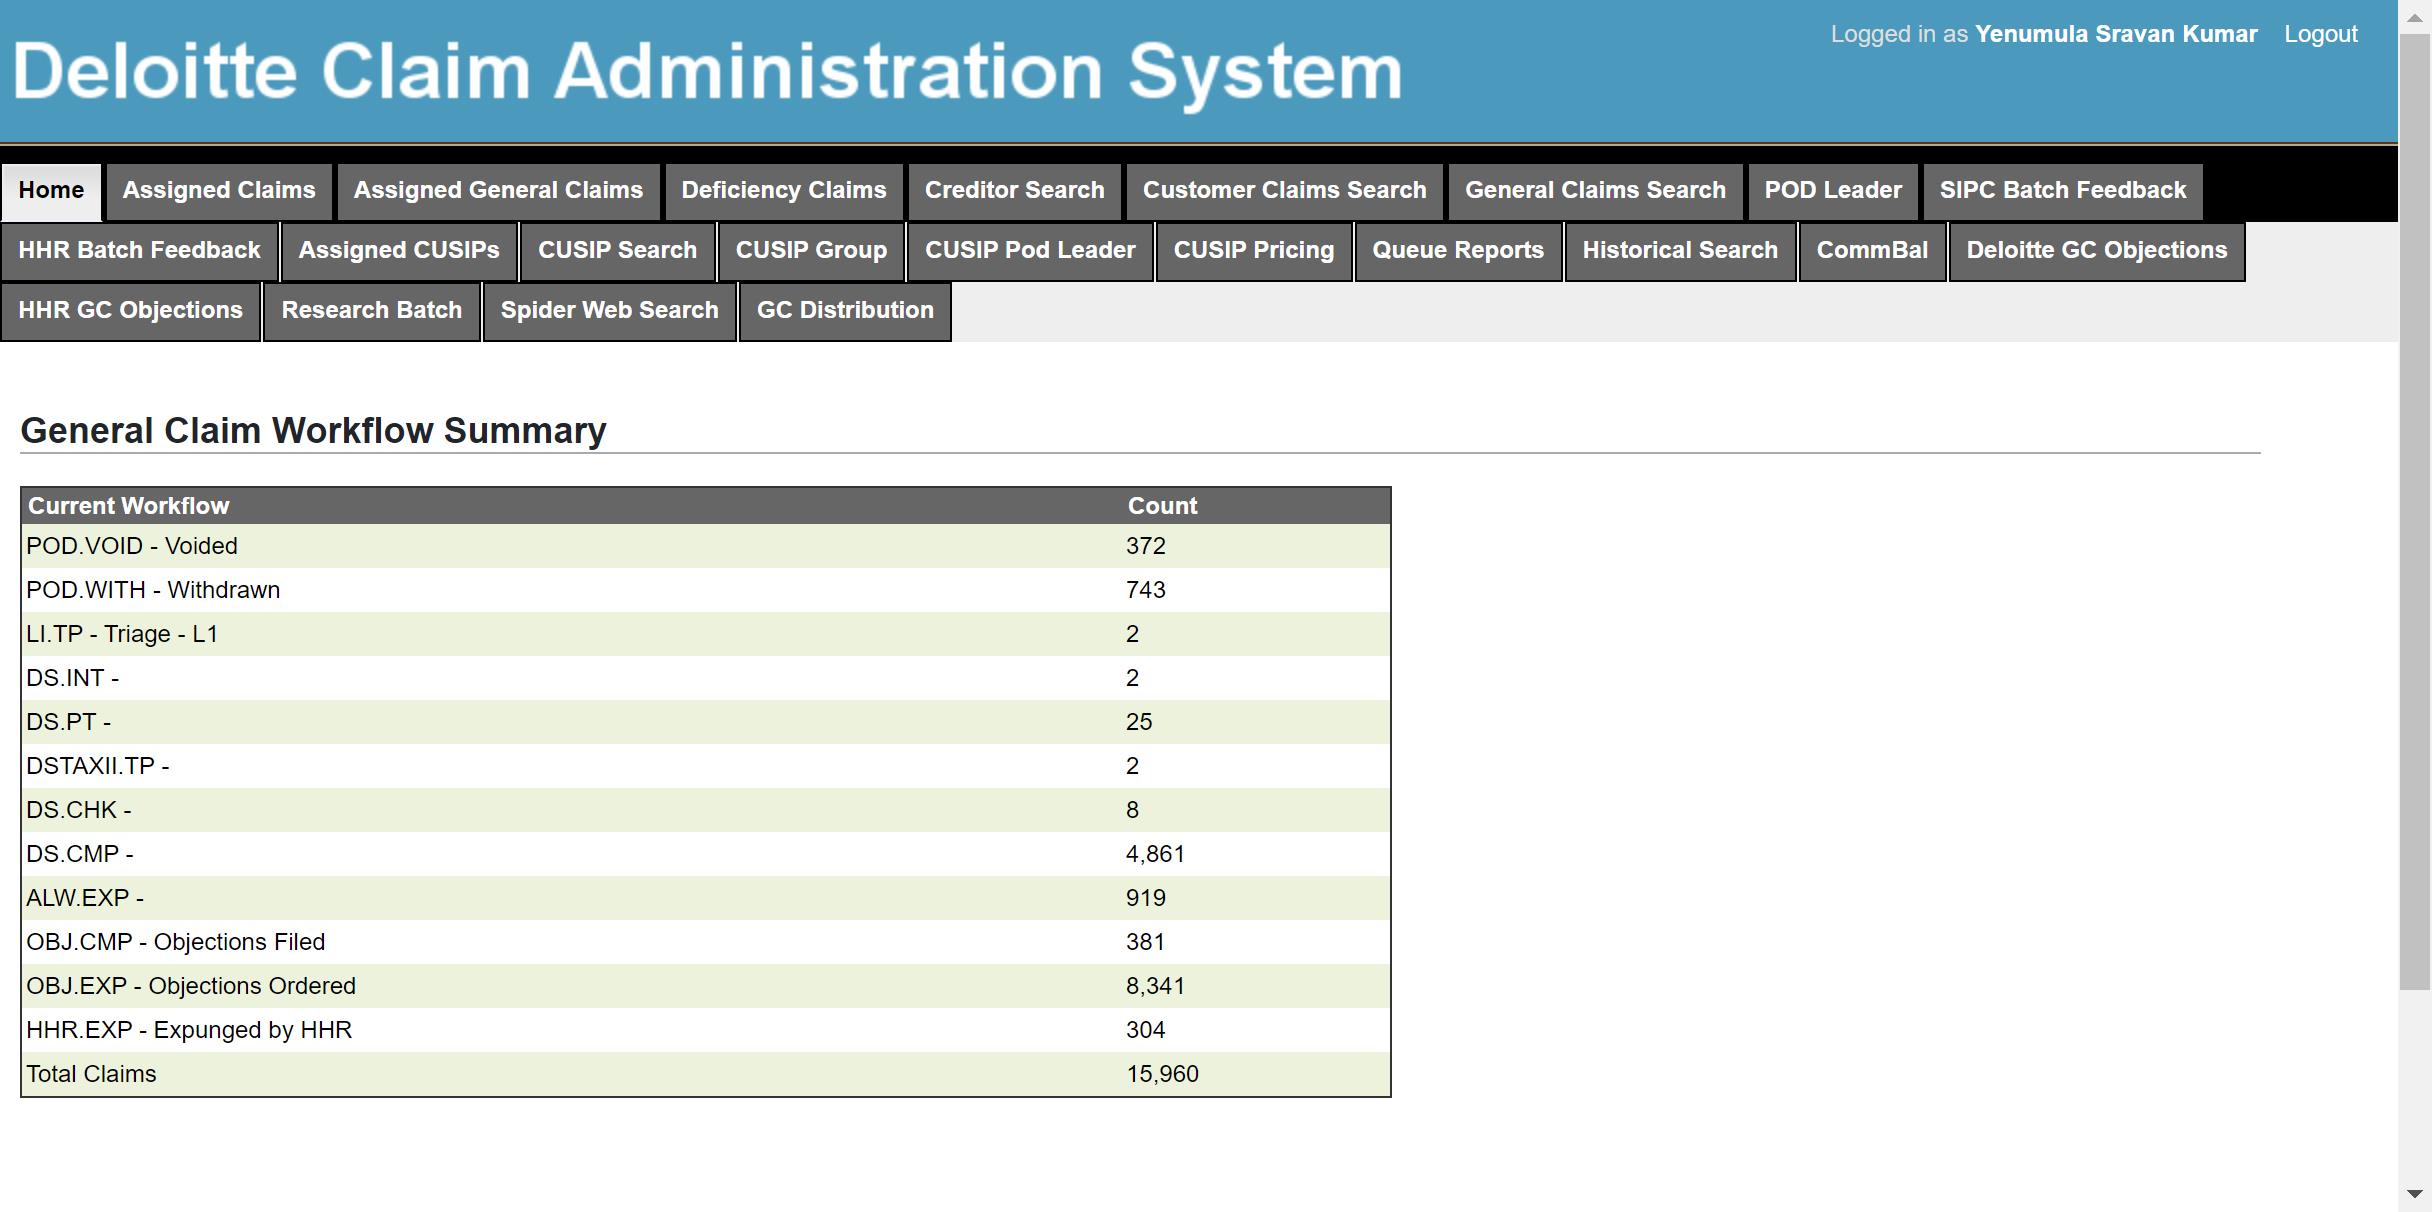 Deloitte Claim Administration System
Logged in as Yenumula Sravan Kumar Logout
Home Assigned Claims Assigned General Claims Deficiency Claims Creditor Search Customer Claims Search General Claims Search POD Leader SIPC Batch Feedback
HHR Batch Feedback Assigned CUSIPs CUSIP Search CUSIP Group CUSIP Pod Leader CUSIP Pricing Queue Reports Historical Search CommBal Deloitte GC Objections
HHR GC Objections Research Batch Spider Web Search GC Distribution
General Claim Workflow Summary
Current Workflow Count
POD.VOID - Voided 372
POD.WITH - Withdrawn 743
LI.TP - Triage - L1 2
DS.INT - 2
DS.PT - 25
DSTAXII.TP - 2
DS.CHK - 8
DS.CMP - 4,861
ALW.EXP - 919
OBJ.CMP - Objections Filed 381
OBJ.EXP - Objections Ordered 8,341
HHR.EXP - Expunged by HHR 304
Total Claims 15,960